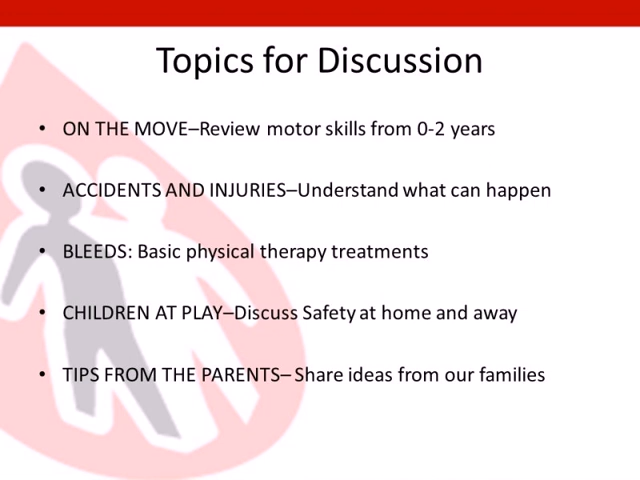 Topics for Discussion
• ON THE MOVE–Review motor skills from 0-2 years
• ACCIDENTS AND INJURIES–Understand what can happen
• BLEEDS: Basic physical therapy treatments
• CHILDREN AT PLAY–Discuss Safety at home and away
• TIPS FROM THE PARENTS– Share ideas from our families